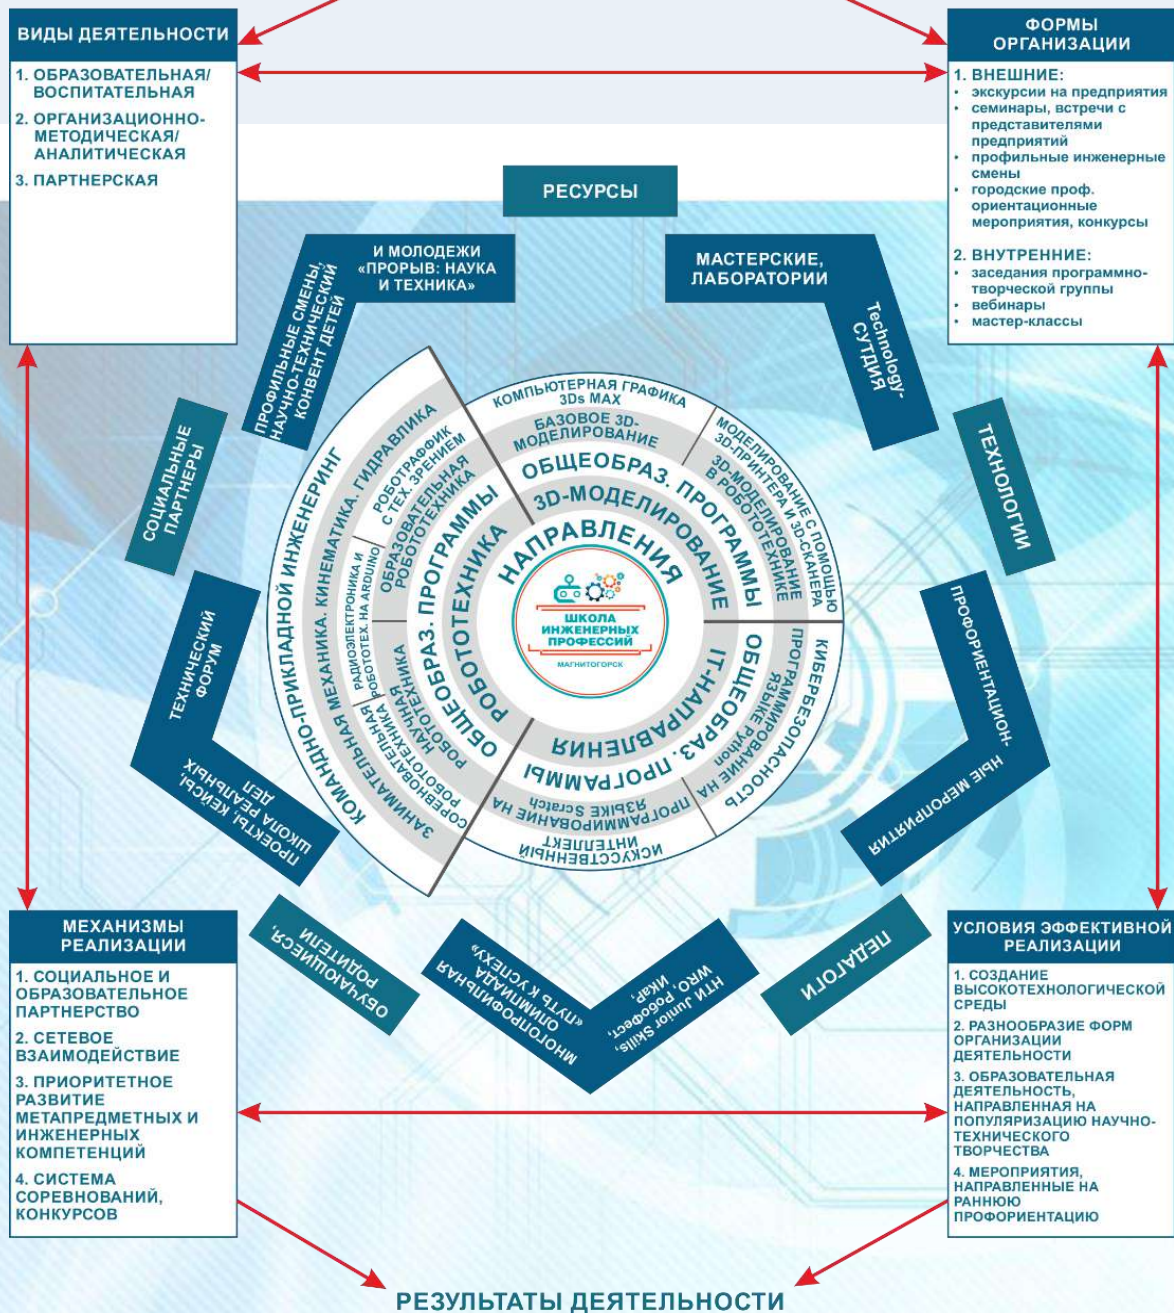 ВИДЫ ДЕЯТЕЛЬНОСТИ
1. ОБРАЗОВАТЕЛЬНАЯ/
ВОСПИТАТЕЛЬНАЯ
2. ОРГАНИЗАЦИОННО-
МЕТОДИЧЕСКАЯ/
АНАЛИТИЧЕСКАЯ
3. ПАРТНЕРСКАЯ
ФОРМЫ
ОРГАНИЗАЦИИ
1. ВНЕШНИЕ:
• экскурсии на предприятия
• семинары, встречи с
представителями
предприятий
• профильные инженерные
смены
• городские проф.
ориентационные
мероприятия, конкурсы
2. ВНУТРЕННИЕ:
• заседания программно-
творческой группы
• вебинары
• мастер-классы
РЕСУРСЫ
ПРОФИЛЬНЫЕ СМЕНЫ,
НАУЧНО-ТЕХНИЧЕСКИЙ
КОНВЕНТ ДЕТЕЙ
И МОЛОДЕЖИ
«ПРОРЫВ: НАУКА
И ТЕХНИКА»
МАСТЕРСКИЕ,
ЛАБОРАТОРИИ
Technology-
СУТДИЯ
СОЦИАЛЬНЫЕ
ПАРТНЕРЫ
ТЕХНОЛОГИИ
ТЕХНИЧЕСКИЙ
ФОРУМ
ПРОЕКТЫ, КЕЙСЫ,
ШКОЛА РЕАЛЬНЫХ
ДЕЛ
ПРОФОРИЕНТАЦИОН-
НЫЕ МЕРОПРИЯТИЯ
КОМАНДНО-ПРИКЛАДНОЙ ИНЖЕНЕРИНГ
ЗАНИМАТЕЛЬНАЯ МЕХАНИКА. КИНЕМАТИКА. ГИДРАВЛИКА
РОБОТРАФФИК
С ТЕХ. ЗРЕНИЕМ
РАДИОЭЛЕКТРОНИКА И
РОБОТОТЕХ. НА ARDUINO
СОРЕВНОВАТЕЛЬНАЯ
РОБОТОТЕХНИКА
ОБРАЗОВАТЕЛЬНАЯ
РОБОТОТЕХНИКА
НАУЧНАЯ
РОБОТОТЕХНИКА
ОБЩЕОБРАЗ. ПРОГРАММЫ
РОБОТОТЕХНИКА
КОМПЬЮТЕРНАЯ ГРАФИКА
3Ds MAX
БАЗОВОЕ 3D-
МОДЕЛИРОВАНИЕ
МОДЕЛИРОВАНИЕ С ПОМОЩЬЮ
3D-ПРИНТЕРА И 3D-СКАНЕРА
3D-МОДЕЛИРОВАНИЕ
В РОБОТОТЕХНИКЕ
ОБЩЕОБРАЗ. ПРОГРАММЫ
3D-МОДЕЛИРОВАНИЕ
НАПРАВЛЕНИЯ
ШКОЛА
ИНЖЕНЕРНЫХ
ПРОФЕССИЙ
МАГНИТОГОРСК
IT-НАПРАВЛЕНИЯ
ОБЩЕОБРАЗ. ПРОГРАММЫ
ПРОГРАММИРОВАНИЕ НА
ЯЗЫКЕ Python
КИБЕРБЕЗОПАСНОСТЬ
ПРОГРАММИРОВАНИЕ НА
ЯЗЫКЕ Scratch
ИСКУССТВЕННЫЙ
ИНТЕЛЛЕКТ
ОБУЧАЮЩИЕСЯ,
РОДИТЕЛИ
МНОГОПРОФИЛЬНАЯ
ОЛИМПИАДА
«ПУТЬ К УСПЕХУ»
НТИ Junior Skills,
WRO, РобоФест,
ИКаР,
ПЕДАГОГИ
МЕХАНИЗМЫ
РЕАЛИЗАЦИИ
1. СОЦИАЛЬНОЕ И
ОБРАЗОВАТЕЛЬНОЕ
ПАРТНЕРСТВО
2. СЕТЕВОЕ
ВЗАИМОДЕЙСТВИЕ
3. ПРИОРИТЕТНОЕ
РАЗВИТИЕ
МЕТАПРЕДМЕТНЫХ И
ИНЖЕНЕРНЫХ
КОМПЕТЕНЦИЙ
4. СИСТЕМА
СОРЕВНОВАНИЙ,
КОНКУРСОВ
УСЛОВИЯ ЭФФЕКТИВНОЙ
РЕАЛИЗАЦИИ
1. СОЗДАНИЕ
ВЫСОКОТЕХНОЛОГИЧЕСКОЙ
СРЕДЫ
2. РАЗНООБРАЗИЕ ФОРМ
ОРГАНИЗАЦИИ
ДЕЯТЕЛЬНОСТИ
3. ОБРАЗОВАТЕЛЬНАЯ
ДЕЯТЕЛЬНОСТЬ,
НАПРАВЛЕННАЯ НА
ПОПУЛЯРИЗАЦИЮ НАУЧНО-
ТЕХНИЧЕСКОГО
ТВОРЧЕСТВА
4. МЕРОПРИЯТИЯ,
НАПРАВЛЕННЫЕ НА
РАННЮЮ
ПРОФОРИЕНТАЦИЮ
РЕЗУЛЬТАТЫ ДЕЯТЕЛЬНОСТИ